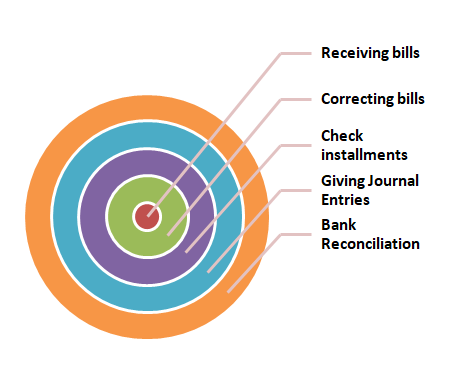 Receiving bills
Correcting bills
Check
installments
Giving Journal
Entries
Bank
Reconciliation